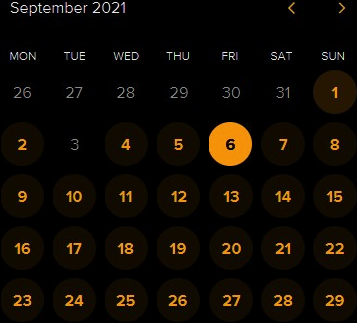 September 2021
MON TUE WED THU FRI SAT SUN
26 27 28 29 30 31 1
2 3 4 5 6 7 8
9 10 11 12 13 14 15
16 17 18 19 20 21 22
23 24 25 26 27 28 29